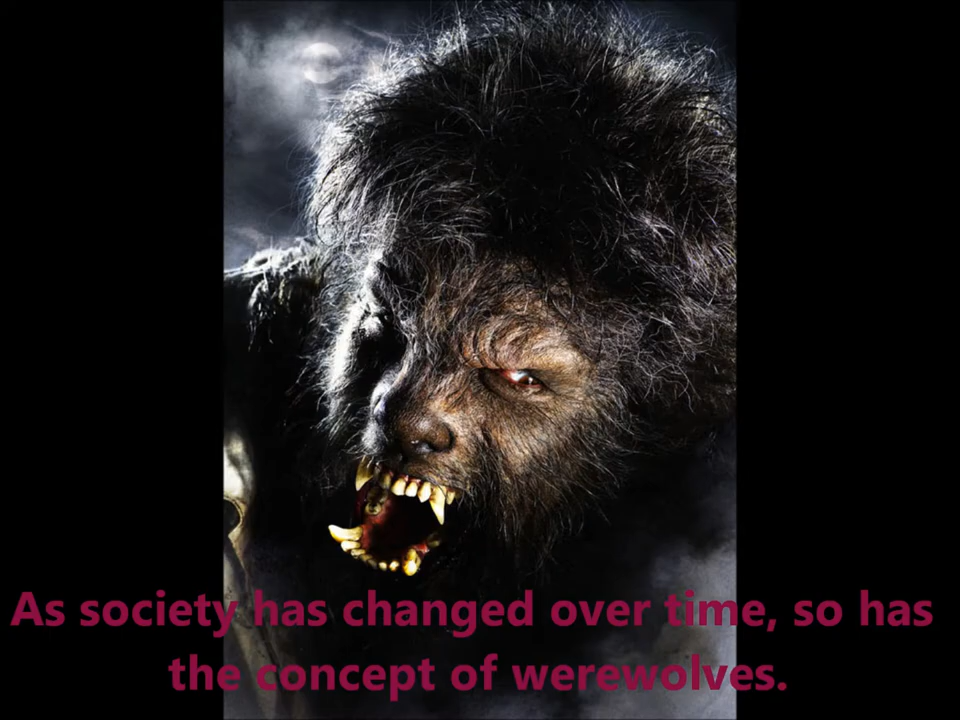 As society has changed over time, so has
the concept of werewolves.